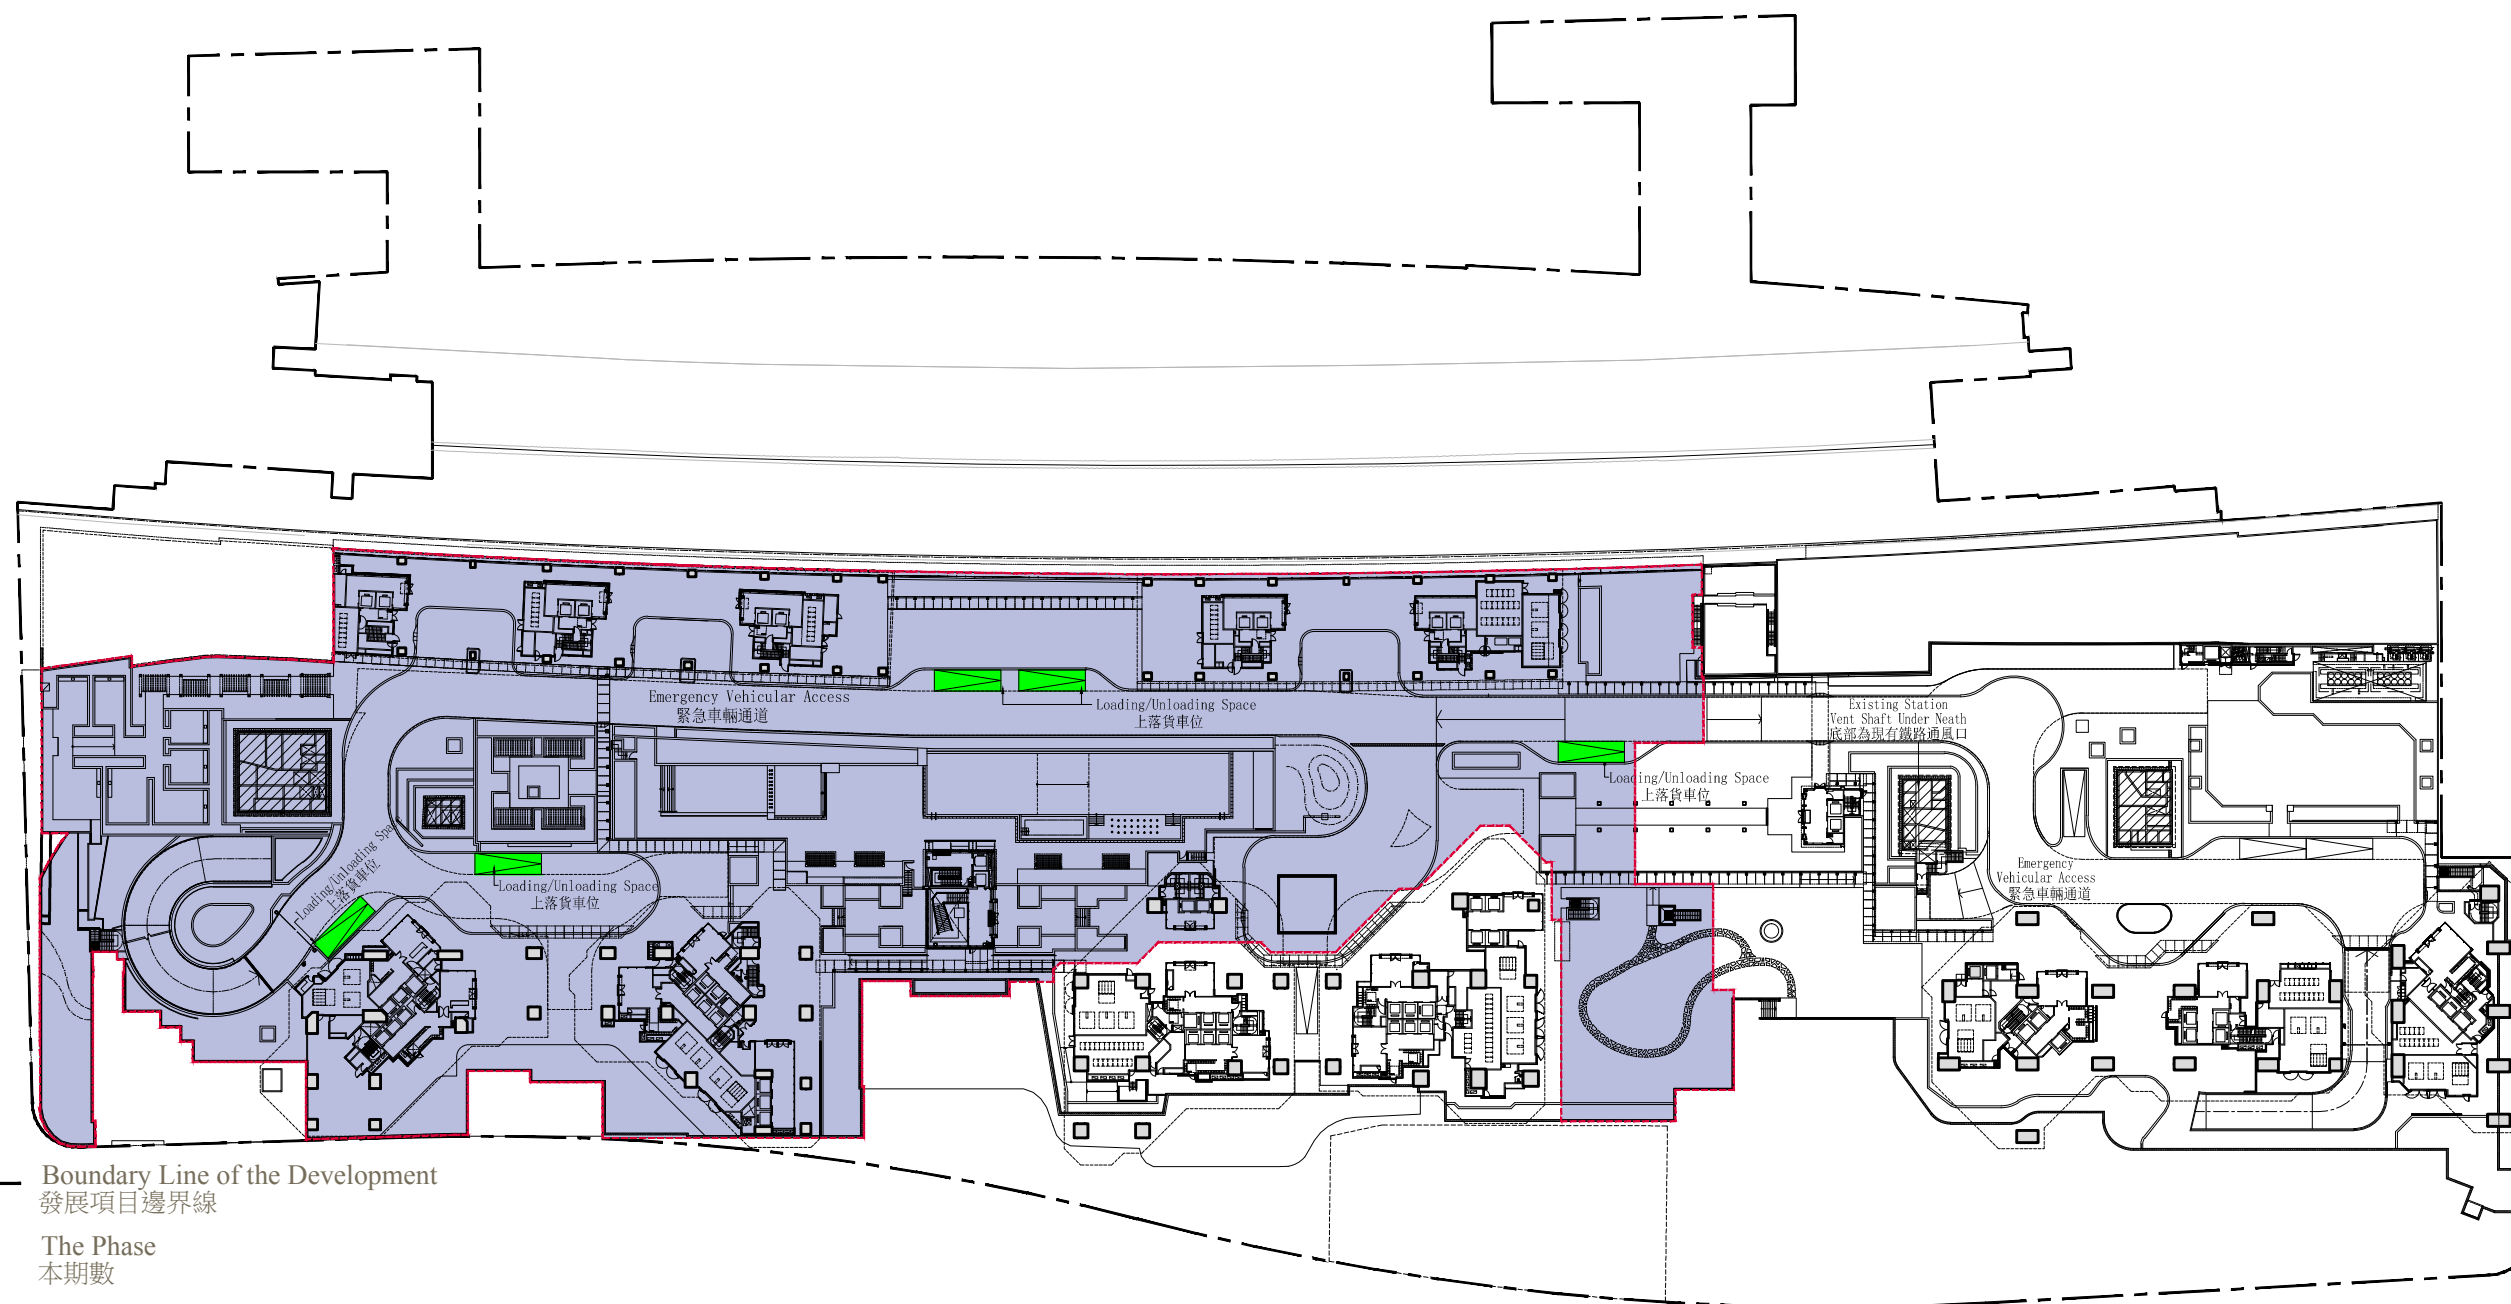 Emergency Vehicular Access
緊急車輛通道
Loading/Unloading Space
上落貨車位
Existing Station
Vent Shaft Under Neath
底部為現有鐵路通風口
Loading/Unloading Space
上落貨車位
Loading/Unloading Space
上落貨車位
Loading/Unloading Space
上落貨車位
Emergency
Vehicular Access
緊急車輛通道
Boundary Line of the Development
發展項目邊界線
The Phase
本期數